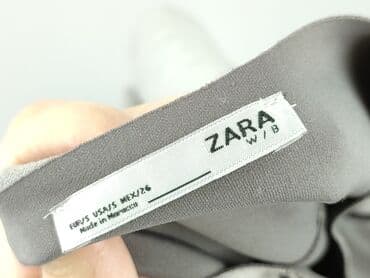 ZARA
W/B
EUR/S USA/S MEX/26
Made in Morocco